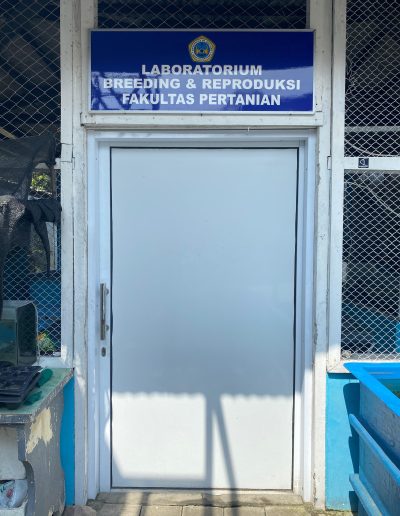 LABORATORIUM
BREEDING & REPRODUKSI
FAKULTAS PERTANIAN